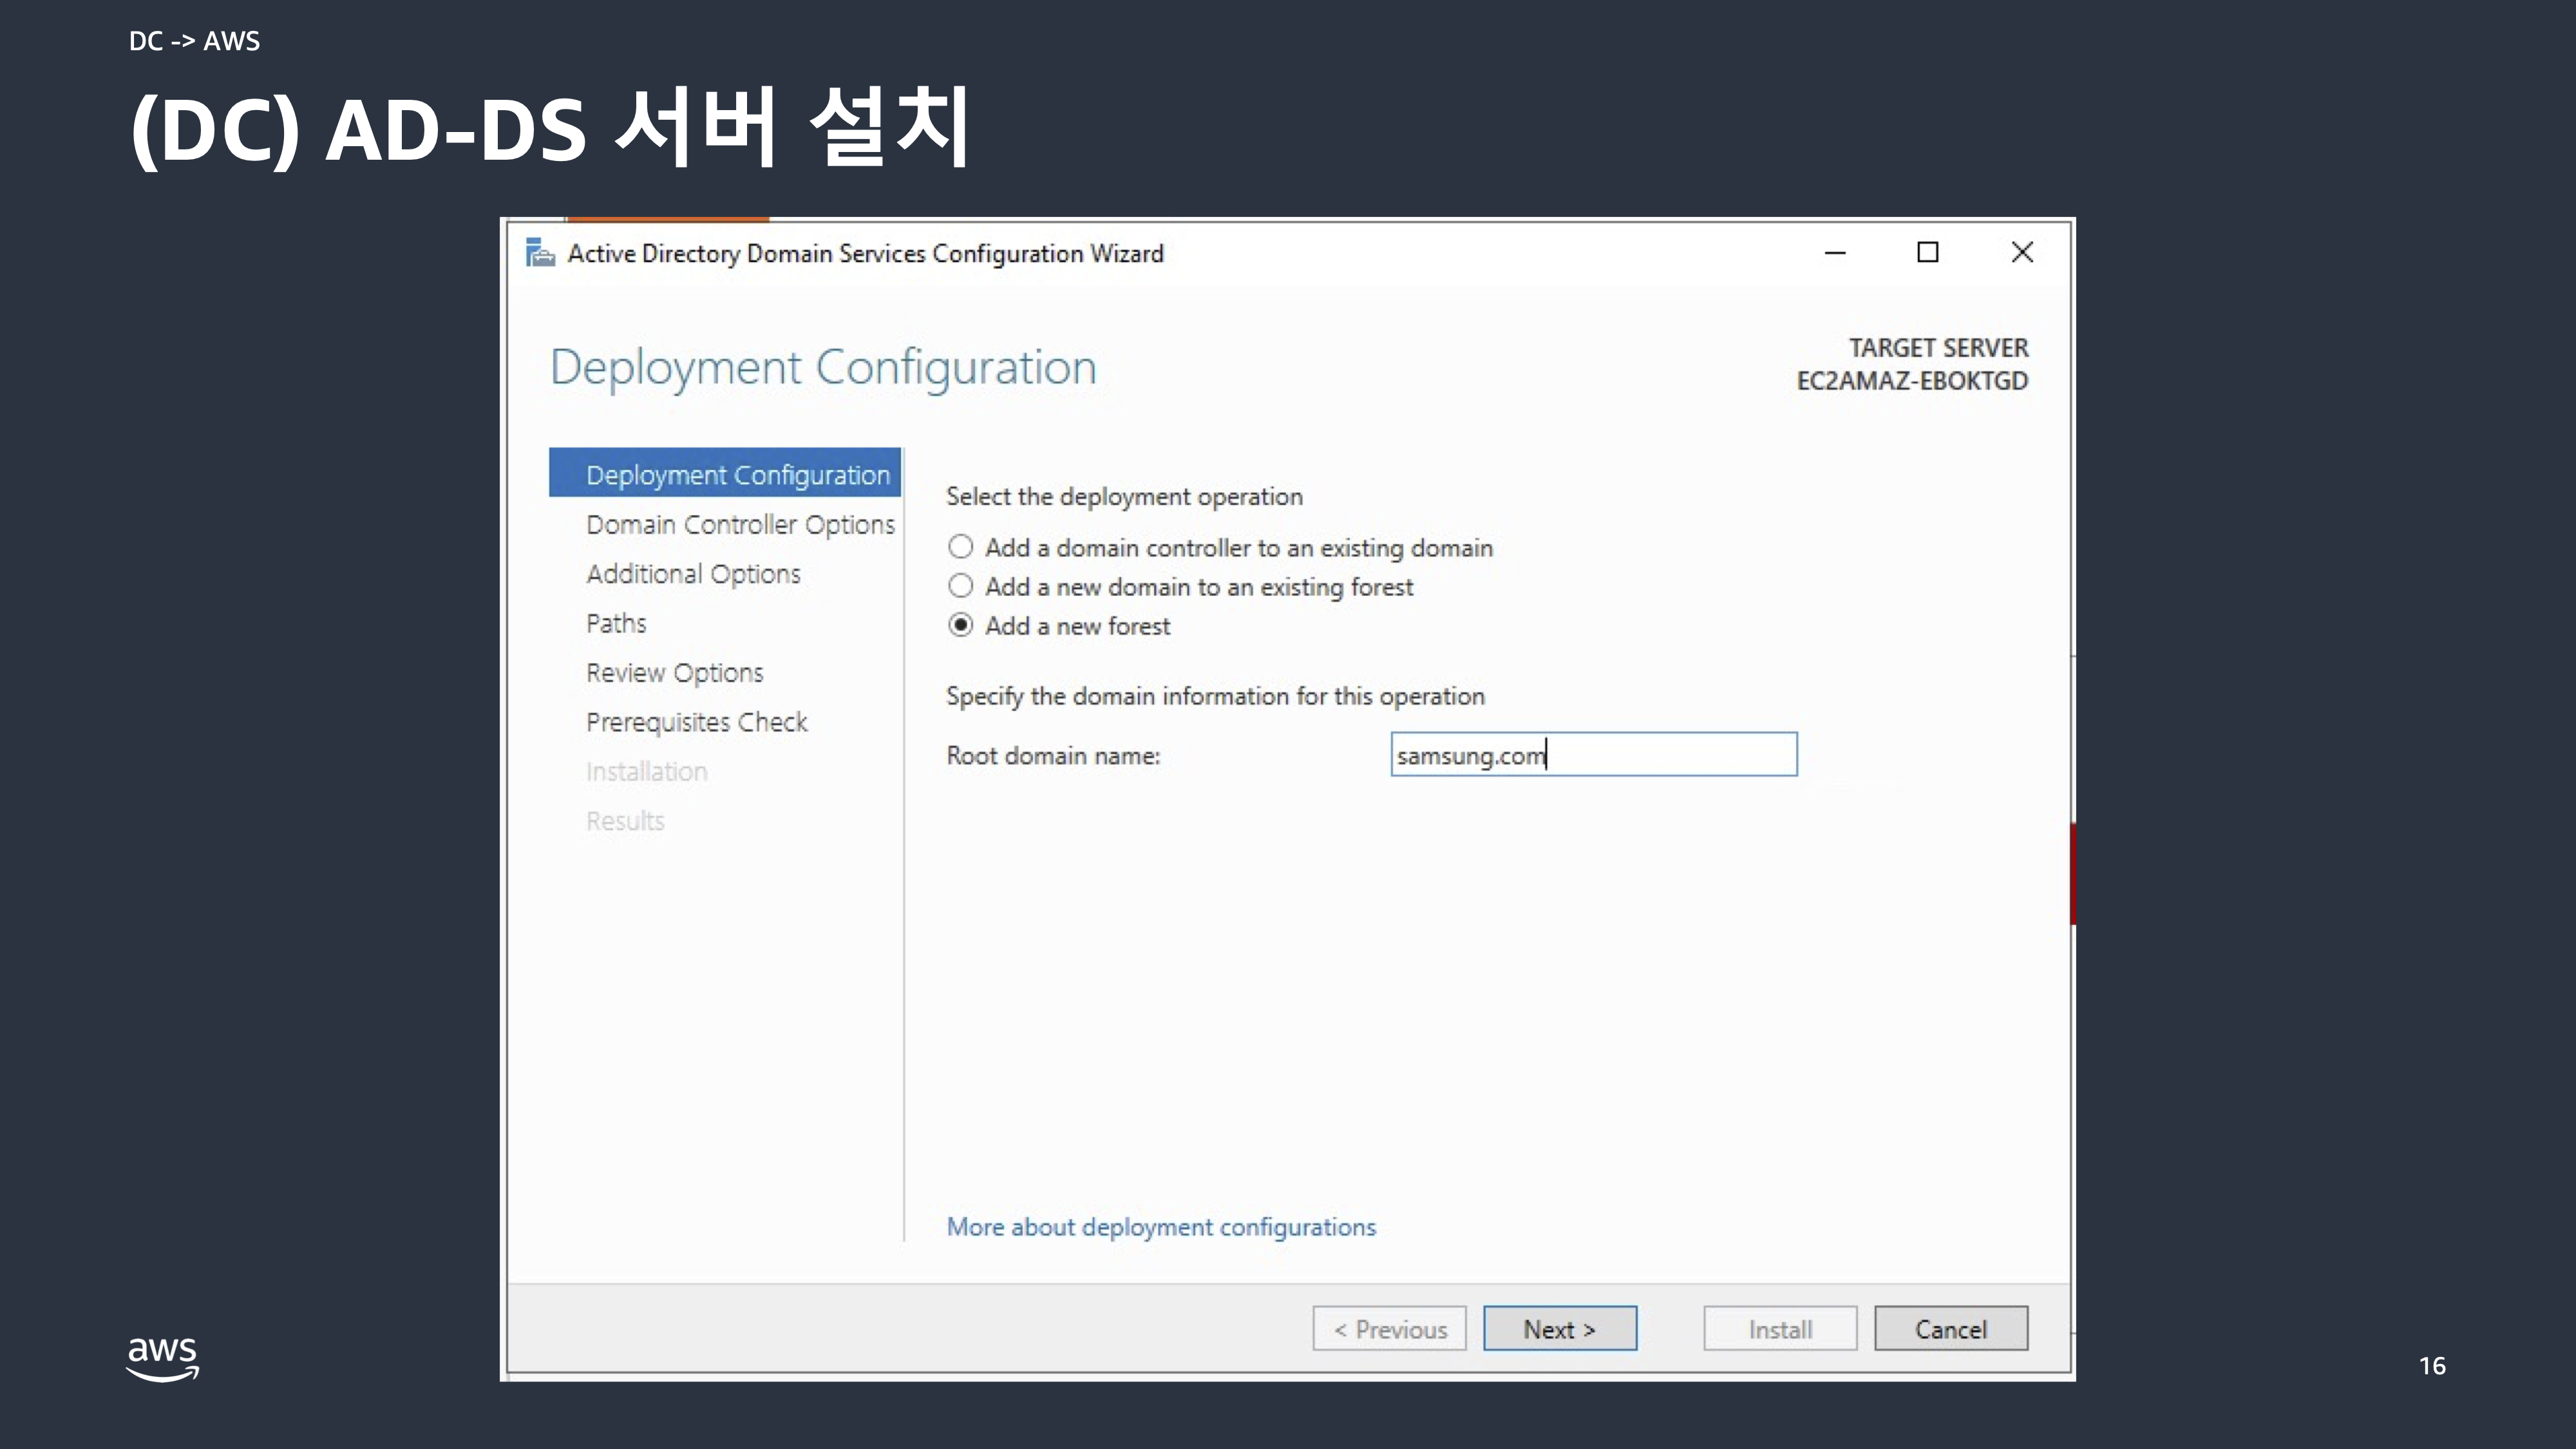 DC -> AWS
(DC) AD-DS 서버 설치
Active Directory Domain Services Configuration Wizard
Deployment Configuration
TARGET SERVER
EC2AMAZ-EBOKTGD
Deployment Configuration
Domain Controller Options
Additional Options
Paths
Review Options
Prerequisites Check
Installation
Results
Select the deployment operation
Add a domain controller to an existing domain
Add a new domain to an existing forest
Add a new forest
Specify the domain information for this operation
Root domain name: samsung.com
More about deployment configurations
< Previous Next > Install Cancel
aws
16